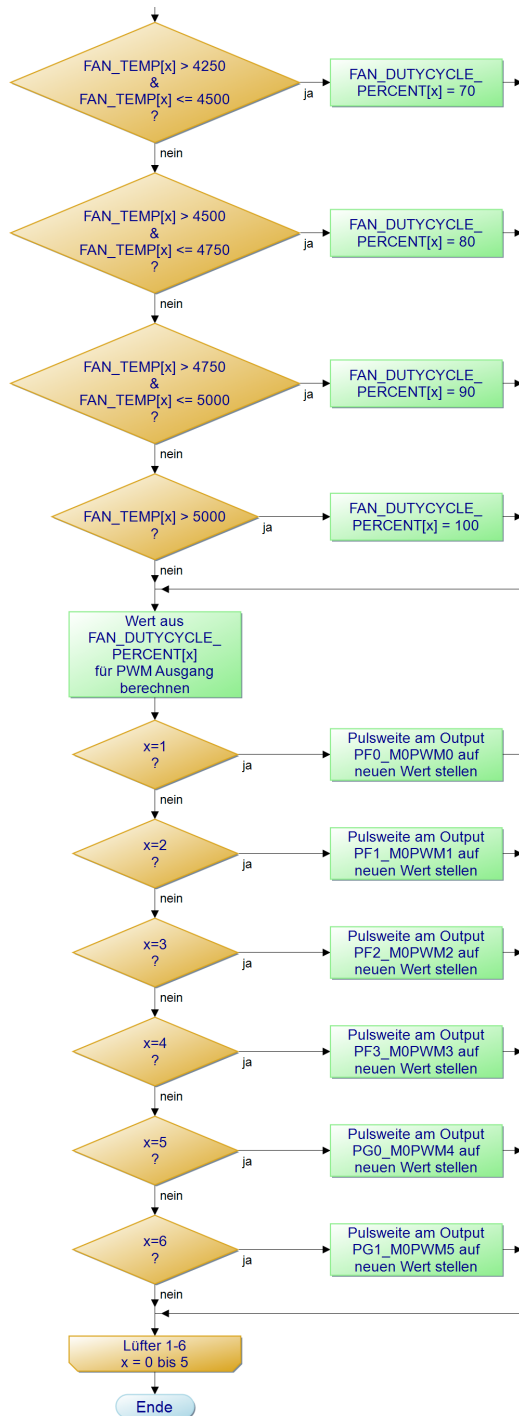 FAN_TEMP[x] > 4250
&
FAN_TEMP[x] <= 4500
?
ja
FAN_DUTYCYCLE_
PERCENT[x] = 70
nein
FAN_TEMP[x] > 4500
&
FAN_TEMP[x] <= 4750
?
ja
FAN_DUTYCYCLE_
PERCENT[x] = 80
nein
FAN_TEMP[x] > 4750
&
FAN_TEMP[x] <= 5000
?
ja
FAN_DUTYCYCLE_
PERCENT[x] = 90
nein
FAN_TEMP[x] > 5000
?
ja
FAN_DUTYCYCLE_
PERCENT[x] = 100
nein
Wert aus
FAN_DUTYCYCLE_
PERCENT[x]
für PWM Ausgang
berechnen
x=1
?
ja
Pulsweite am Output
PF0_M0PWM0 auf
neuen Wert stellen
nein
x=2
?
ja
Pulsweite am Output
PF1_M0PWM1 auf
neuen Wert stellen
nein
x=3
?
ja
Pulsweite am Output
PF2_M0PWM2 auf
neuen Wert stellen
nein
x=4
?
ja
Pulsweite am Output
PF3_M0PWM3 auf
neuen Wert stellen
nein
x=5
?
ja
Pulsweite am Output
PG0_M0PWM4 auf
neuen Wert stellen
nein
x=6
?
ja
Pulsweite am Output
PG1_M0PWM5 auf
neuen Wert stellen
nein
Lüfter 1-6
x = 0 bis 5
Ende